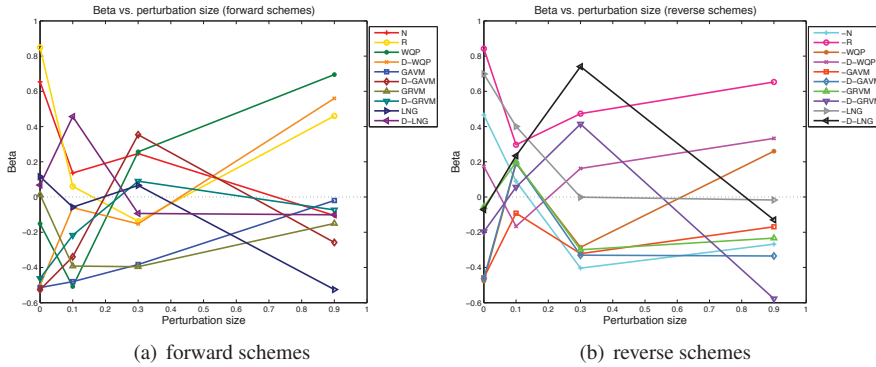 Beta vs. perturbation size (forward schemes)
1
0.8
0.6
0.4
0.2
0
−0.2
−0.4
−0.6
Beta
0 0.1 0.2 0.3 0.4 0.5 0.6 0.7 0.8 0.9 1
Perturbation size
N
R
WQP
D−WQP
GAVM
D−GAVM
GRVM
D−GRVM
LNG
D−LNG
(a) forward schemes
Beta vs. perturbation size (reverse schemes)
1
0.8
0.6
0.4
0.2
0
−0.2
−0.4
−0.6
Beta
0 0.1 0.2 0.3 0.4 0.5 0.6 0.7 0.8 0.9 1
Perturbation size
−N
−R
−WQP
−D−WQP
−GAVM
−D−GAVM
−GRVM
−D−GRVM
−LNG
−D−LNG
(b) reverse schemes